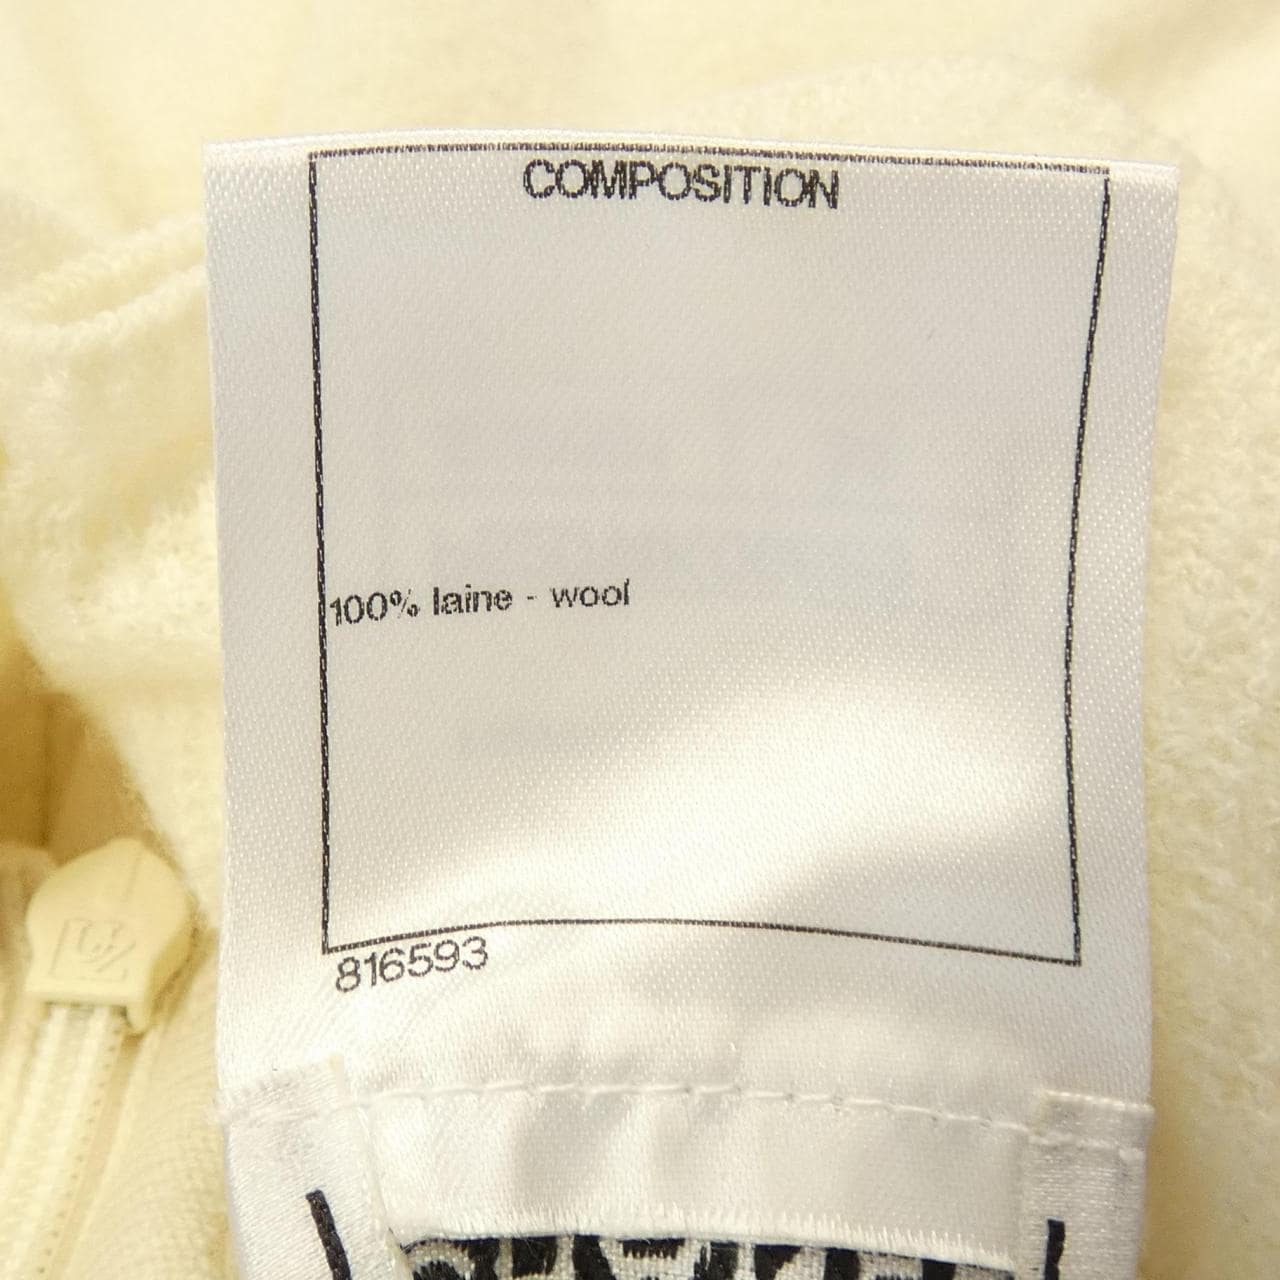 COMPOSITION
100% laine - wool
816593